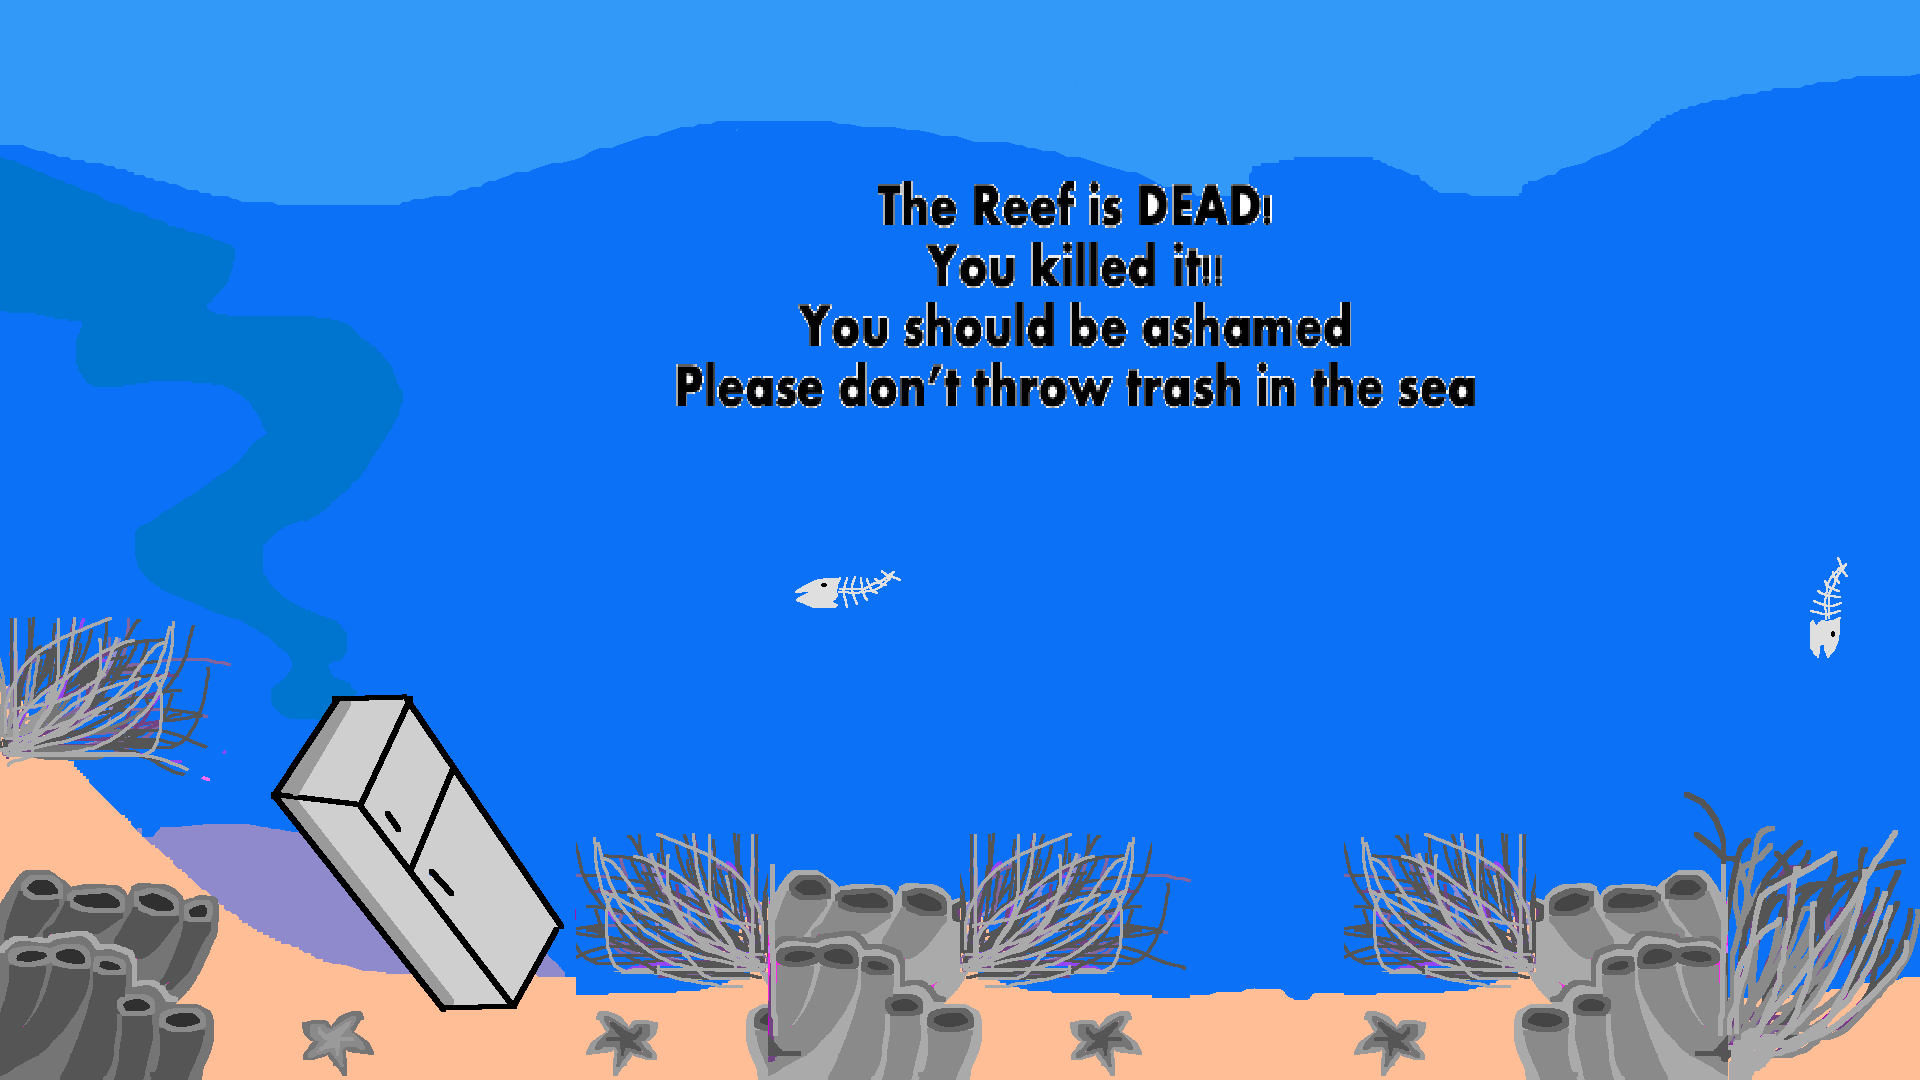 The Reef is DEAD!
You killed it!!
You should be ashamed
Please don't throw trash in the sea